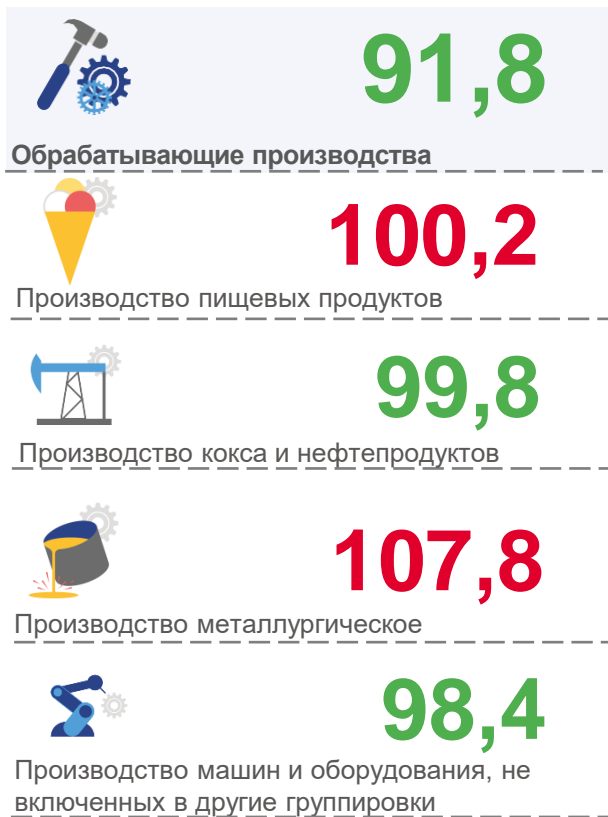 91,8
Обрабатывающие производства
100,2
Производство пищевых продуктов
99,8
Производство кокса и нефтепродуктов
107,8
Производство металлургическое
98,4
Производство машин и оборудования, не
включенных в другие группировки